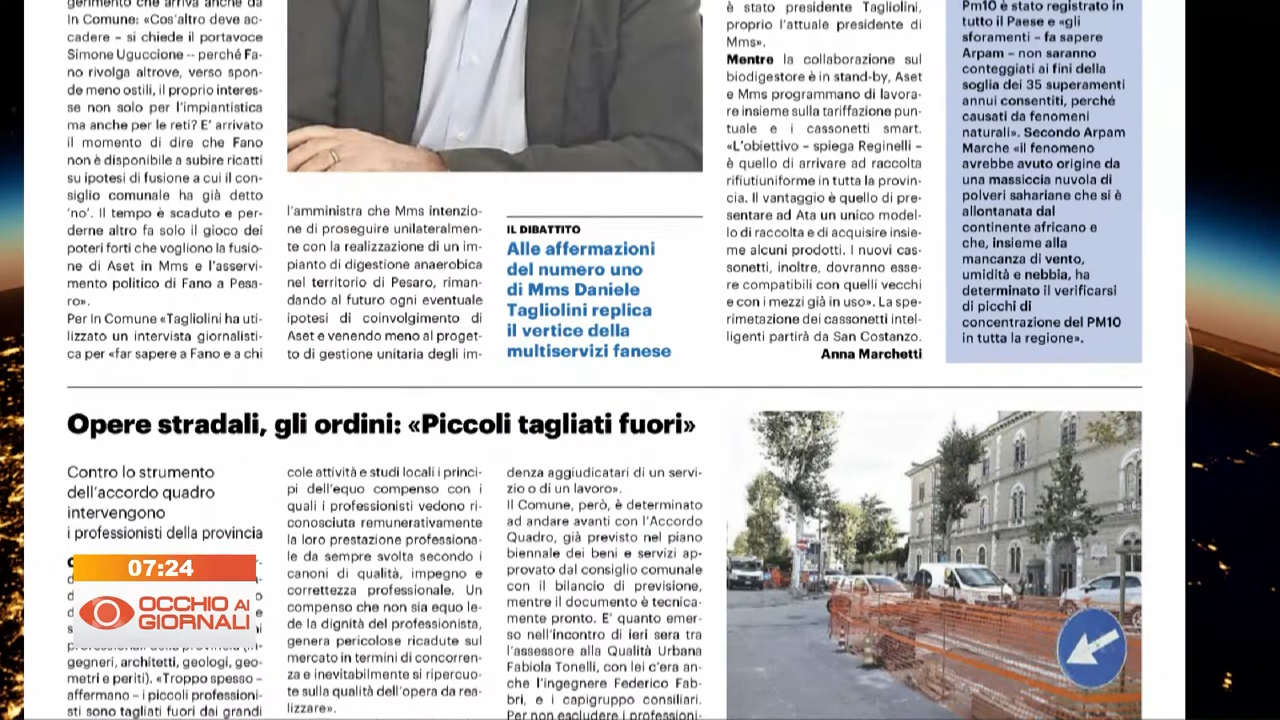 gerimento che arriva anche da
In Comune: «Cos'altro deve ac-
cadere – si chiede il portavoce
Simone Uguccione -- perché Fa-
no rivolga altrove, verso spon-
de meno ostili, il proprio interes-
se non solo per l'impiantistica
ma anche per le reti? E' arrivato
il momento di dire che Fano
non è disponibile a subire ricatti
su ipotesi di fusione a cui il con-
siglio comunale ha già detto
'no'. Il tempo è scaduto e per-
derne altro fa solo il gioco dei
poteri forti che vogliono la fusio-
ne di Aset in Mms e l'asservi-
mento politico di Fano a Pesa-
ro».
Per In Comune «Tagliolini ha uti-
lizzato un intervista giornalisti-
ca per «far sapere a Fano e a chi
l'amministra che Mms intenzio-
ne di proseguire unilateralmen-
te con la realizzazione di un im-
pianto di digestione anaerobica
nel territorio di Pesaro, riman-
dando al futuro ogni eventuale
ipotesi di coinvolgimento di
Aset e venendo meno al proget-
to di gestione unitaria degli im-
IL DIBATTITO
Alle affermazioni
del numero uno
di Mms Daniele
Tagliolini replica
il vertice della
multiservizi fanese
è stato presidente Tagliolini,
proprio l'attuale presidente di
Mms».
Mentre la collaborazione sul
biodigestore è in stand-by, Aset
e Mms programmano di lavora-
re insieme sulla tariffazione pun-
tuale e i cassonetti smart.
«L'obiettivo – spiega Reginelli –
è quello di arrivare ad raccolta
rifiutiuniforme in tutta la provin-
cia. Il vantaggio è quello di pre-
sentare ad Ata un unico model-
lo di raccolta e di acquisire insie-
me alcuni prodotti. I nuovi cas-
sonetti, inoltre, dovranno esse-
re compatibili con quelli vecchi
e con i mezzi già in uso». La spe-
rimetazione dei cassonetti intel-
ligenti partirà da San Costanzo.
Anna Marchetti
Pm10 è stato registrato in
tutto il Paese e «gli
sforamenti – fa sapere
Arpam – non saranno
conteggiati ai fini della
soglia dei 35 superamenti
annui consentiti, perché
causati da fenomeni
naturali». Secondo Arpam
Marche «il fenomeno
avrebbe avuto origine da
una massiccia nuvola di
polveri sahariane che si è
allontanata dal
continente africano e
che, insieme alla
mancanza di vento,
umidità e nebbia, ha
determinato il verificarsi
di picchi di
concentrazione del PM10
in tutta la regione».
Opere stradali, gli ordini: «Piccoli tagliati fuori»
Contro lo strumento
dell'accordo quadro
intervengono
i professionisti della provincia
gegneri, architetti, geologi, geo-
metri e periti). «Troppo spesso –
affermano – i piccoli professioni-
sti sono tagliati fuori dai grandi
cole attività e studi locali i princi-
pi dell'equo compenso con i
quali i professionisti vedono ri-
conosciuta remunerativamente
la loro prestazione professiona-
le da sempre svolta secondo i
canoni di qualità, impegno e
correttezza professionale. Un
compenso che non sia equo le-
de la dignità del professionista,
genera pericolose ricadute sul
mercato in termini di concorren-
za e inevitabilmente si ripercuo-
te sulla qualità dell'opera da rea-
lizzare».
denza aggiudicatari di un servi-
zio o di un lavoro».
Il Comune, però, è determinato
ad andare avanti con l'Accordo
Quadro, già previsto nel piano
biennale dei beni e servizi ap-
provato dal consiglio comunale
con il bilancio di previsione,
mentre il documento è tecnica-
mente pronto. E' quanto emer-
so nell'incontro di ieri sera tra
l'assessore alla Qualità Urbana
Fabiola Tonelli, con lei c'era an-
che l'ingegnere Federico Fab-
bri, e i capigruppo consiliari.
Per non escludere i professioni-
07:24
OCCHIO AI
GIORNALI